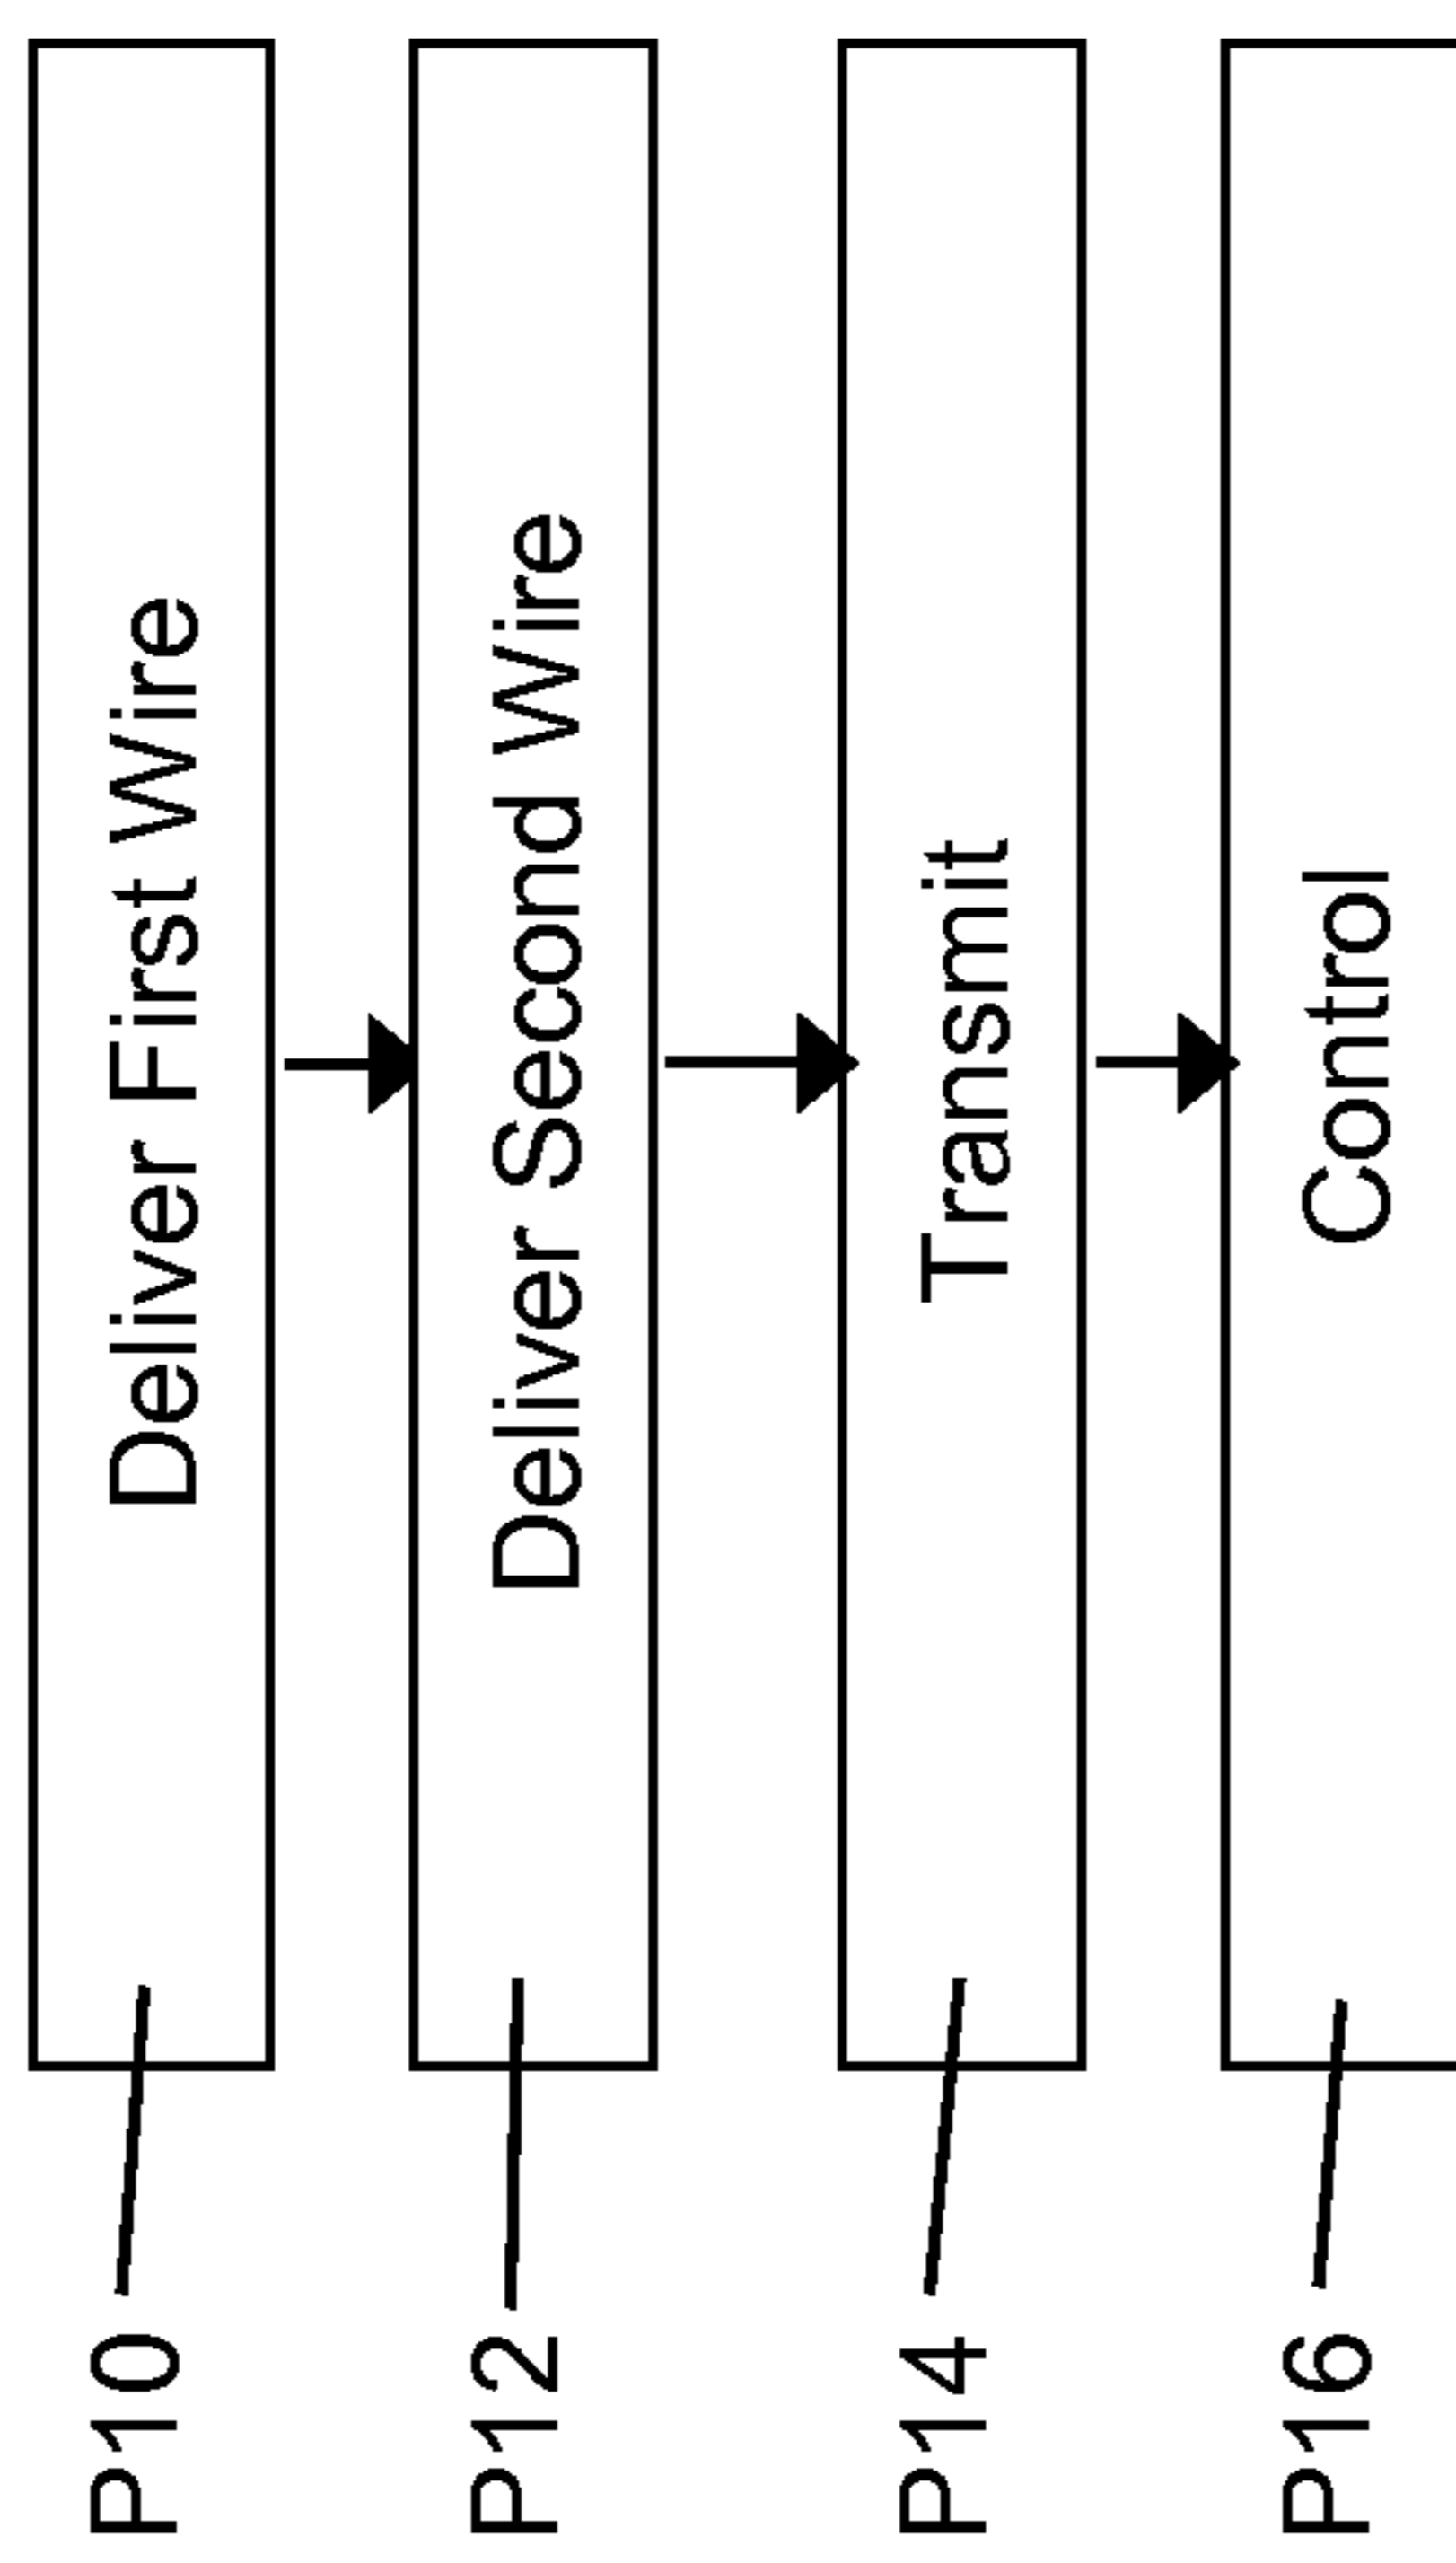 P10 Deliver First Wire
P12 Deliver Second Wire
P14 Transmit
P16 Control